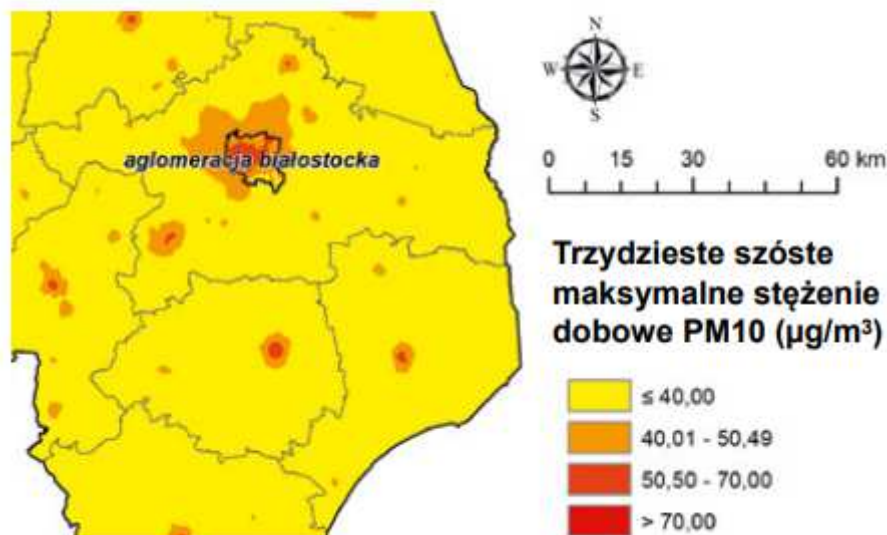 N
W E
S
aglomeracja białostocka
0 15 30 60 km
Trzydzieste szóste
maksymalne stężenie
dobowe PM10 (µg/m³)
≤ 40,00
40,01 - 50,49
50,50 - 70,00
> 70,00